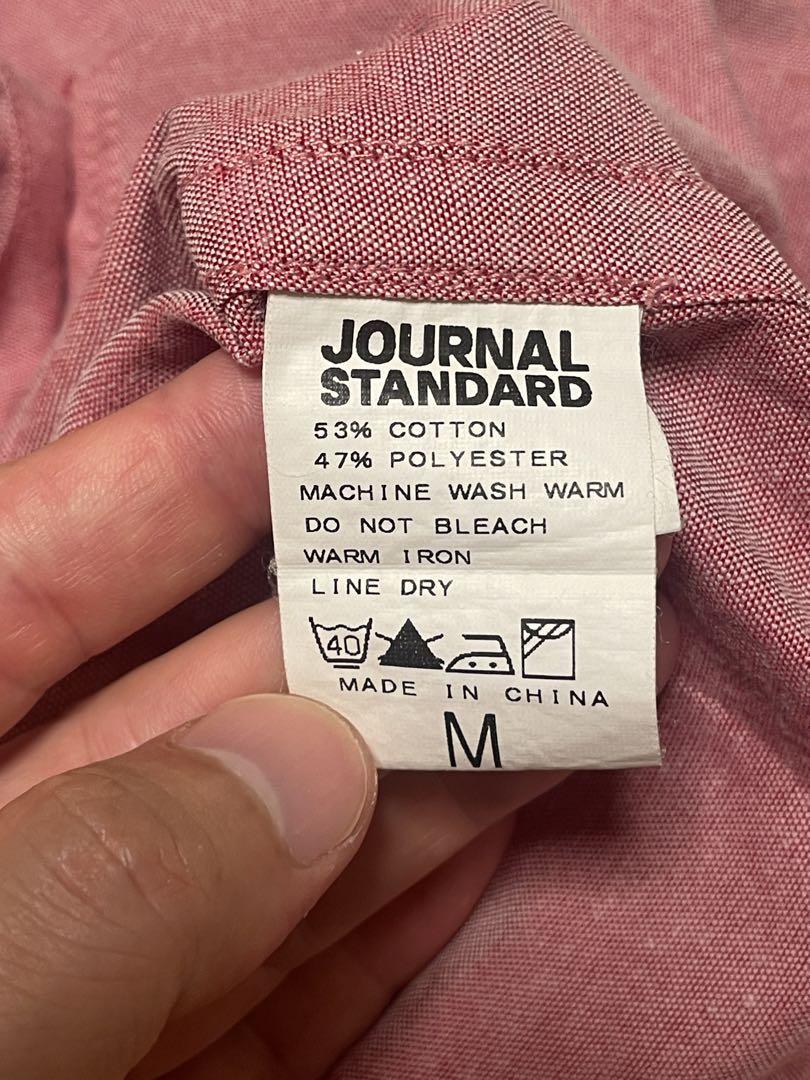 JOURNAL
STANDARD
53% COTTON
47% POLYESTER
MACHINE WASH WARM
DO NOT BLEACH
WARM IRON
LINE DRY
40
MADE IN CHINA
M